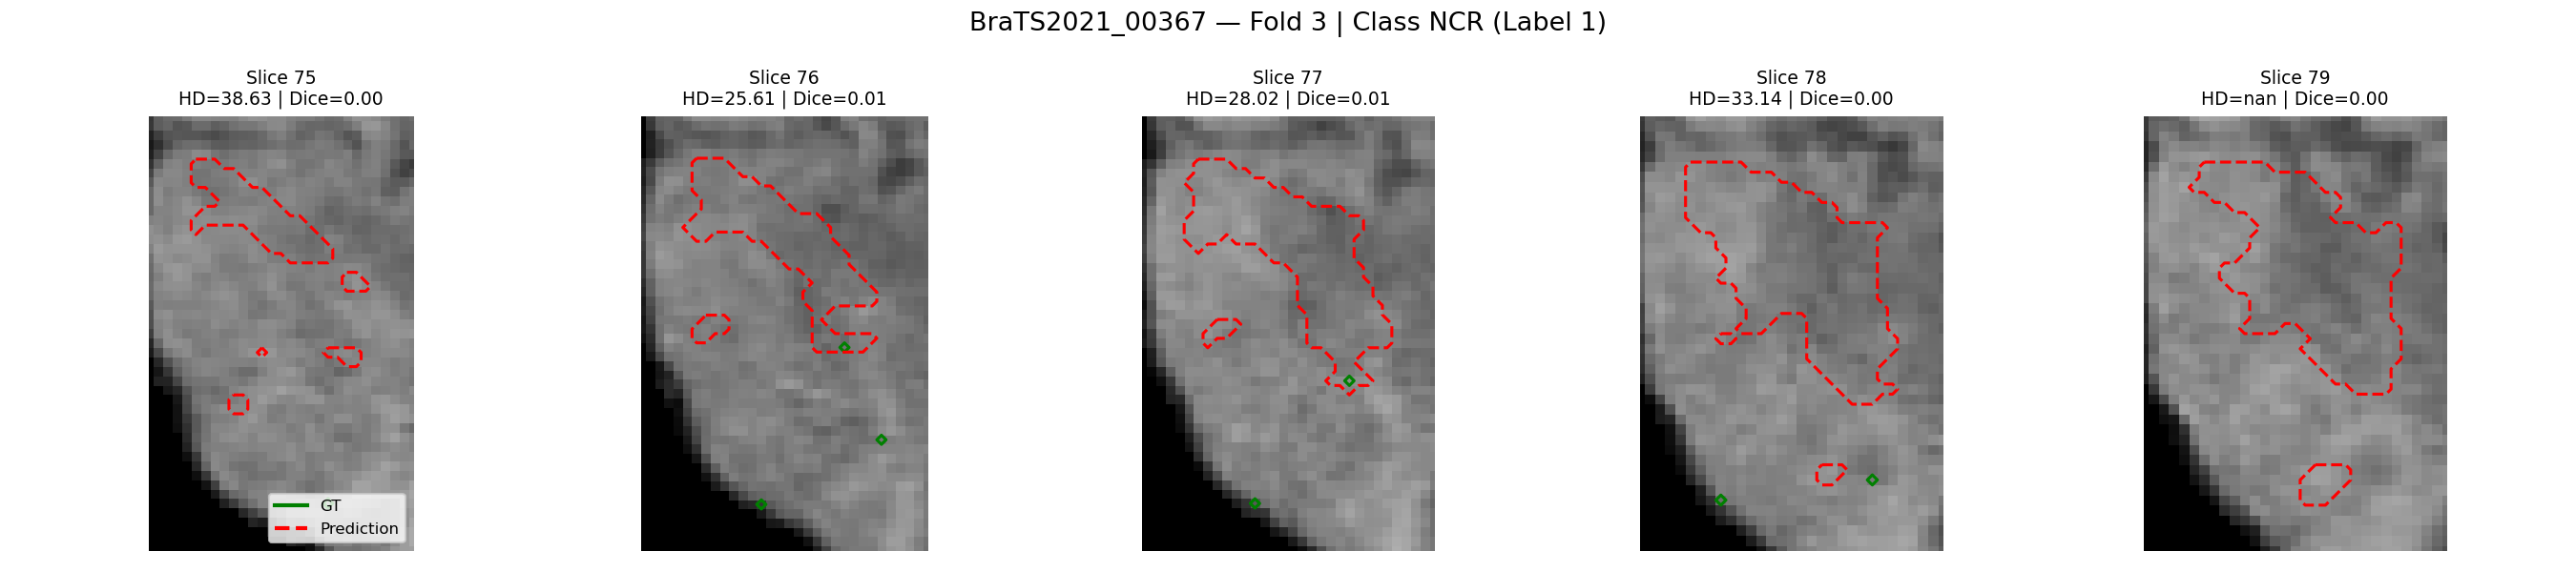 BraTS2021_00367 — Fold 3 | Class NCR (Label 1)
Slice 75
HD=38.63 | Dice=0.00
Slice 76
HD=25.61 | Dice=0.01
Slice 77
HD=28.02 | Dice=0.01
Slice 78
HD=33.14 | Dice=0.00
Slice 79
HD=nan | Dice=0.00
GT
Prediction